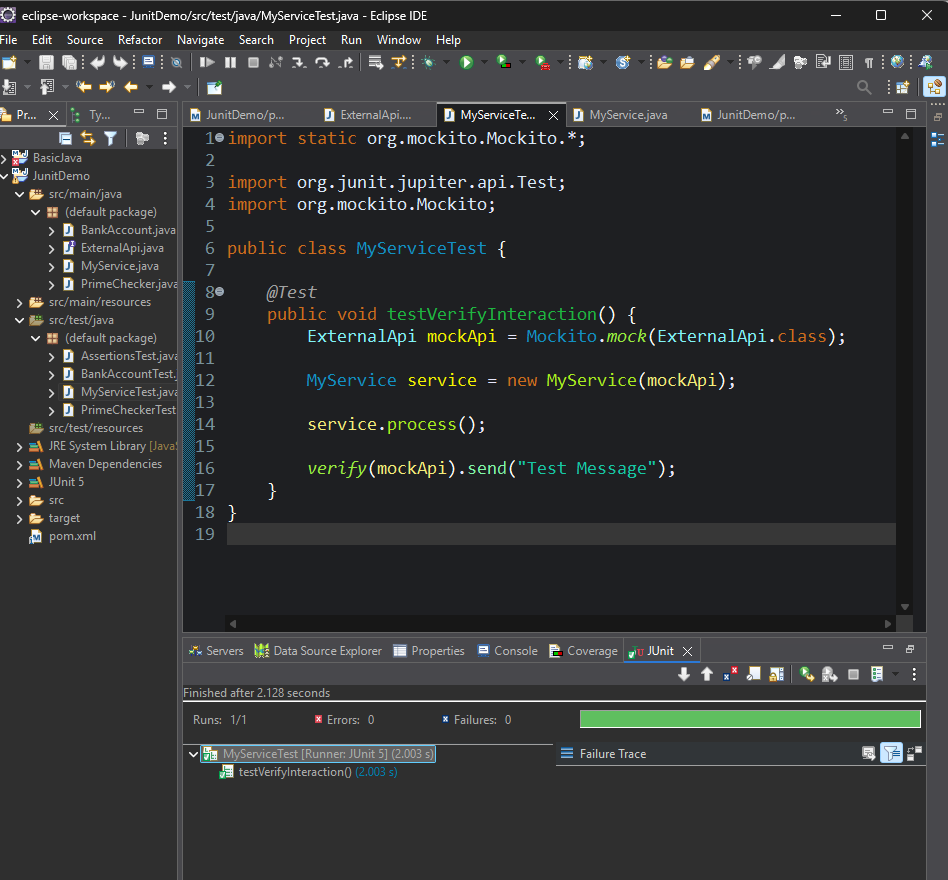 eclipse-workspace - JunitDemo/src/test/java/MyServiceTest.java - Eclipse IDE
File Edit Source Refactor Navigate Search Project Run Window Help
Pr... Ty...
JunitDemo/p... ExternalApi.... MyServiceTe... MyService.java JunitDemo/p... »5
BasicJava
JunitDemo
src/main/java
(default package)
BankAccount.java
ExternalApi.java
MyService.java
PrimeChecker.java
src/main/resources
src/test/java
(default package)
AssertionsTest.java
BankAccountTest.
MyServiceTest.java
PrimeCheckerTest
src/test/resources
JRE System Library [JavaS
Maven Dependencies
JUnit 5
src
target
pom.xml
1 import static org.mockito.Mockito.*;
2
3 import org.junit.jupiter.api.Test;
4 import org.mockito.Mockito;
5
6 public class MyServiceTest {
7
8 @Test
9 public void testVerifyInteraction() {
10 ExternalApi mockApi = Mockito.mock(ExternalApi.class);
11
12 MyService service = new MyService(mockApi);
13
14 service.process();
15
16 verify(mockApi).send("Test Message");
17 }
18 }
19
Servers Data Source Explorer Properties Console Coverage JUnit
Finished after 2.128 seconds
Runs: 1/1 Errors: 0 Failures: 0
MyServiceTest [Runner: JUnit 5] (2.003 s)
testVerifyInteraction() (2.003 s)
Failure Trace